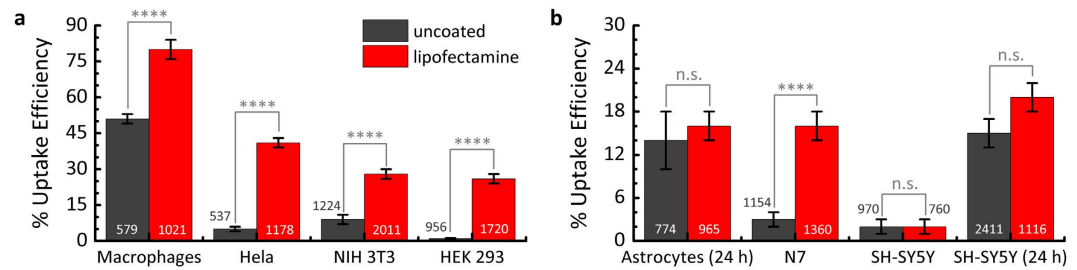 a
% Uptake Efficiency
90
75
60
45
30
15
0
****
****
****
****
uncoated
lipofectamine
579
1021
537
1178
1224
2011
956
1720
Macrophages
Hela
NIH 3T3
HEK 293
b
% Uptake Efficiency
30
24
18
12
6
0
n.s.
****
n.s.
n.s.
774
965
1154
1360
970
760
2411
1116
Astrocytes (24 h)
N7
SH-SY5Y
SH-SY5Y (24 h)